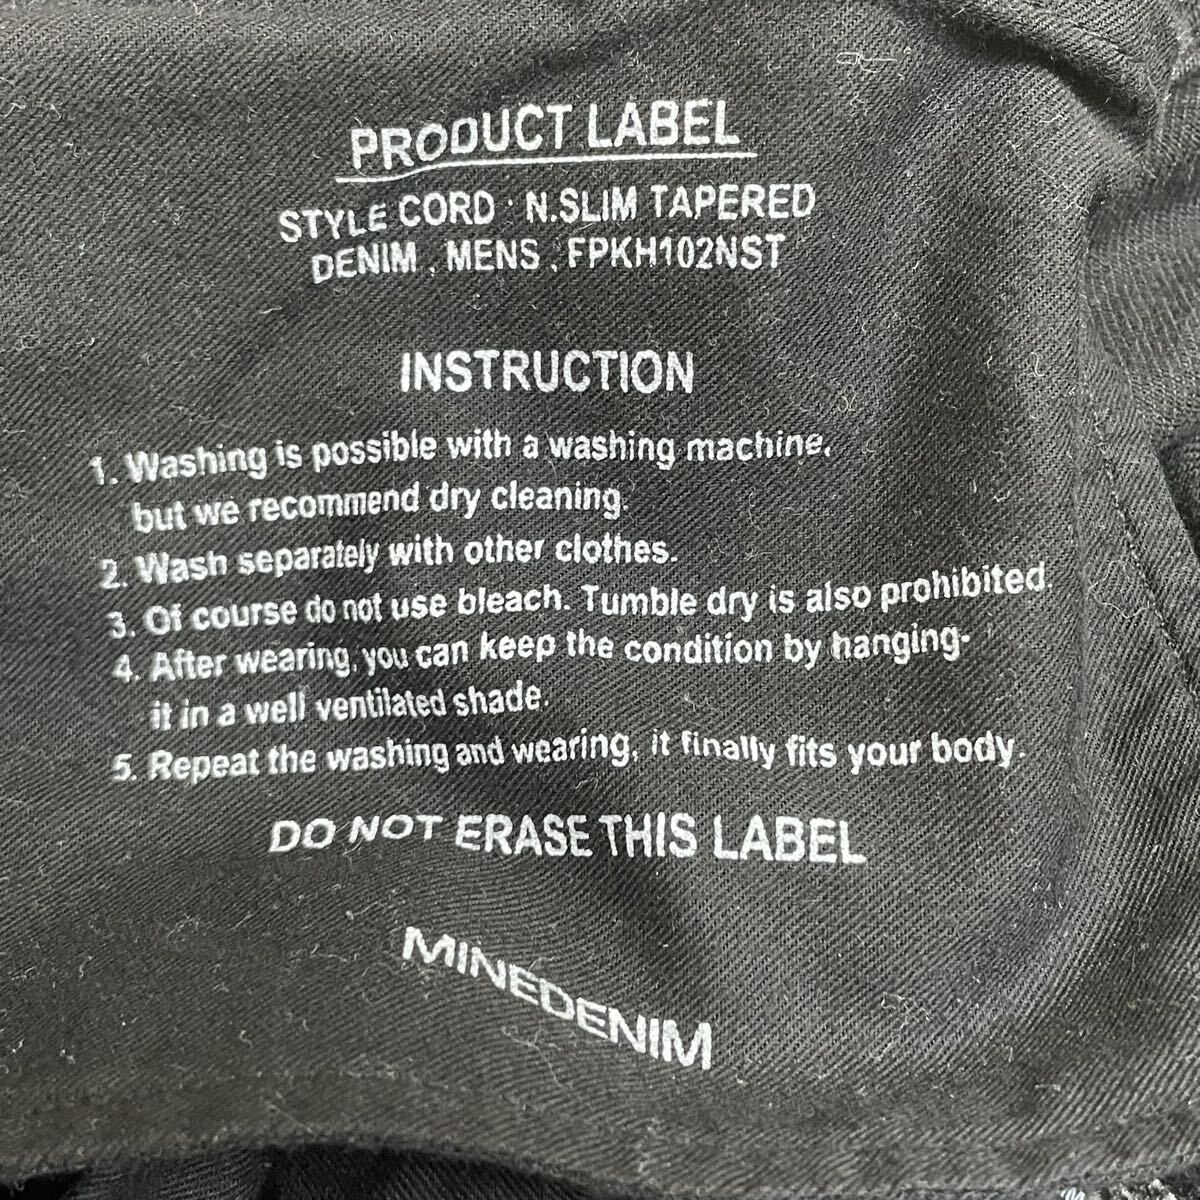 PRODUCT LABEL
STYLE CORD : N.SLIM TAPERED
DENIM , MENS , FPKH102NST
INSTRUCTION
1. Washing is possible with a washing machine,
but we recommend dry cleaning.
2. Wash separately with other clothes.
3. Of course do not use bleach. Tumble dry is also prohibited.
4. After wearing, you can keep the condition by hanging-
it in a well ventilated shade.
5. Repeat the washing and wearing, it finally fits your body.
DO NOT ERASE THIS LABEL
MINEDENIM